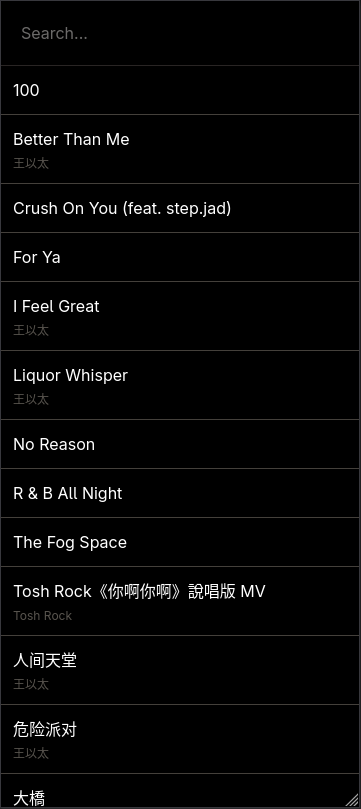 Search...
100
Better Than Me
王以太
Crush On You (feat. step.jad)
For Ya
I Feel Great
王以太
Liquor Whisper
王以太
No Reason
R & B All Night
The Fog Space
Tosh Rock《你啊你啊》說唱版 MV
Tosh Rock
人间天堂
王以太
危险派对
王以太
大橋